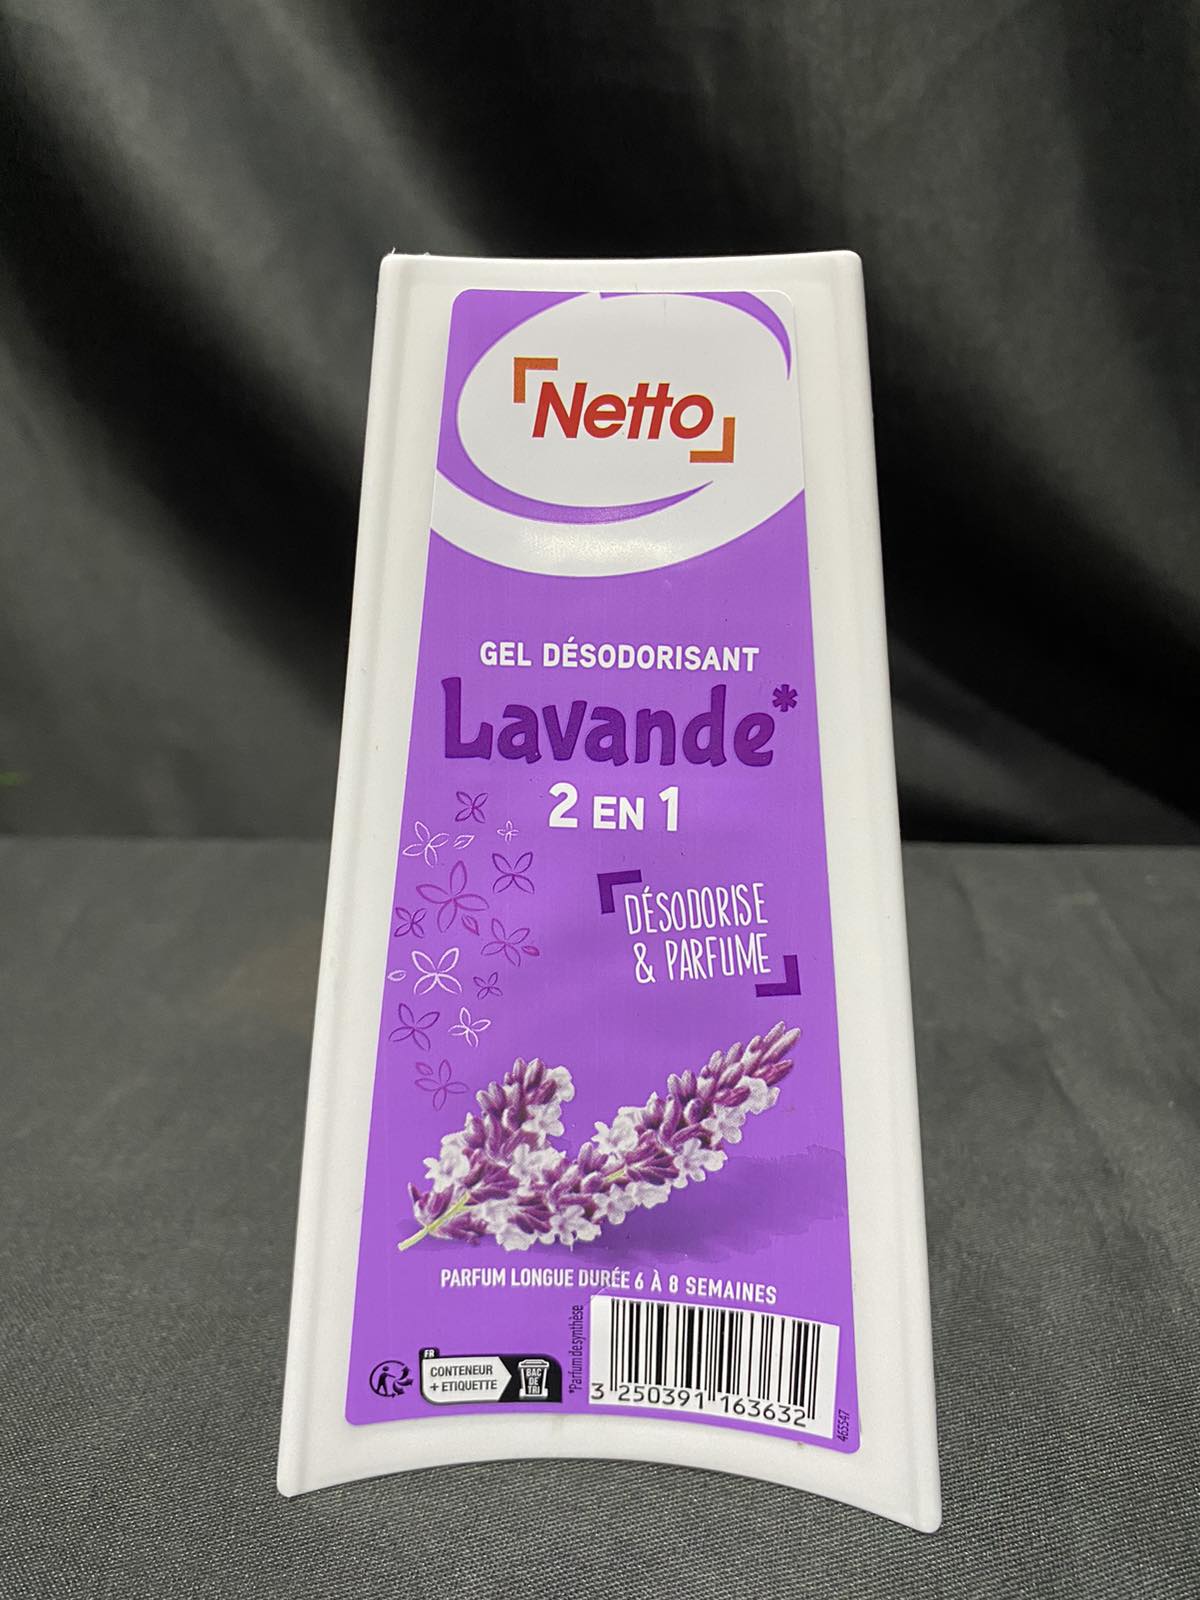 Netto
GEL DÉSODORISANT
Lavande*
2 EN 1
DÉSODORISE
& PARFUME
PARFUM LONGUE DURÉE 6 À 8 SEMAINES
FR
CONTENEUR
+ ETIQUETTE
BAC
DE
TRI
*Parfum de synthèse
3 250391 163632
465547